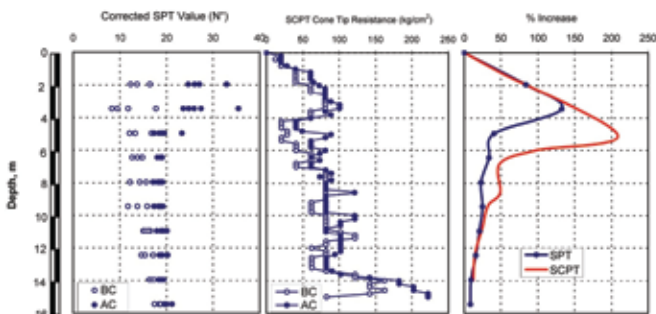 Corrected SPT Value (N")
SCPT Cone Tip Resistance (kg/cm²)
% Increase
0 10 20 30 40
0 50 100 150 200 250
0 50 100 150 200 250
Depth, m
0
2
4
6
8
10
12
14
16
BC
AC
BC
AC
SPT
SCPT